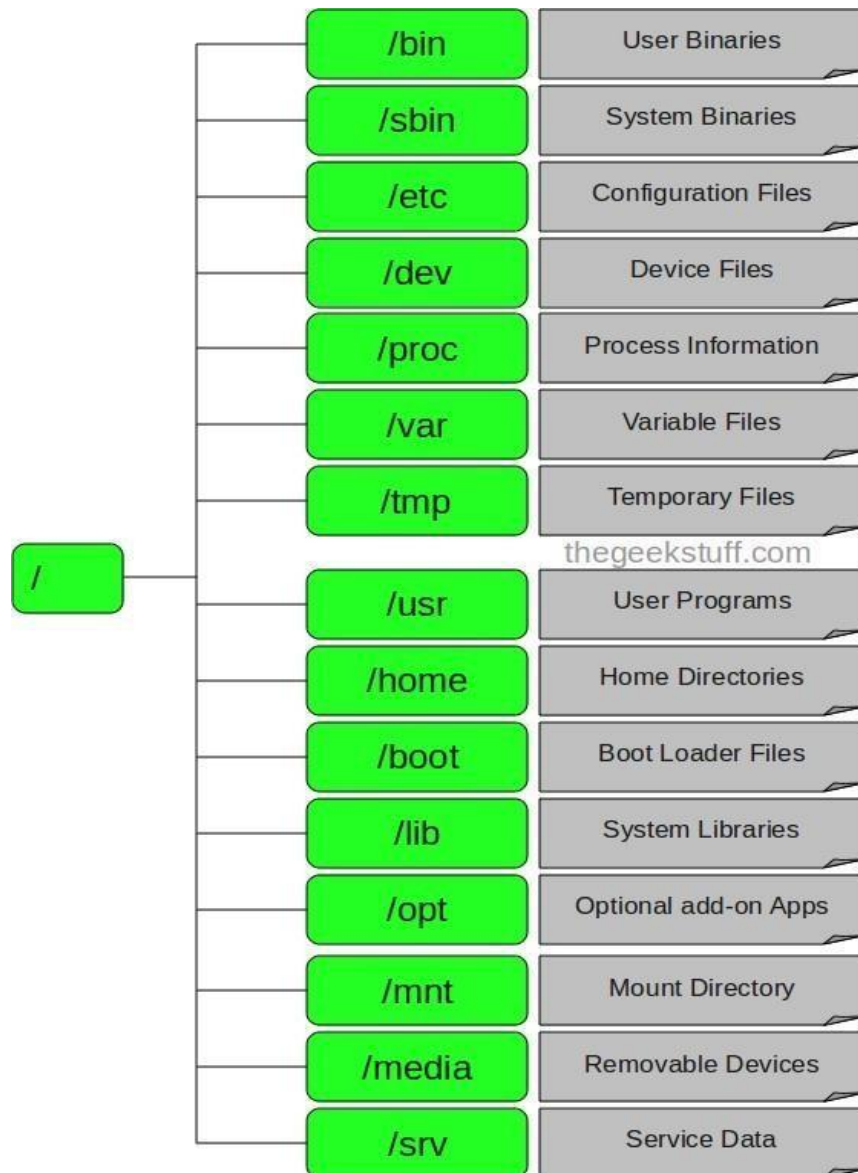 /bin User Binaries
/sbin System Binaries
/etc Configuration Files
/dev Device Files
/proc Process Information
/var Variable Files
/tmp Temporary Files
thegeekstuff.com
/
/usr User Programs
/home Home Directories
/boot Boot Loader Files
/lib System Libraries
/opt Optional add-on Apps
/mnt Mount Directory
/media Removable Devices
/srv Service Data